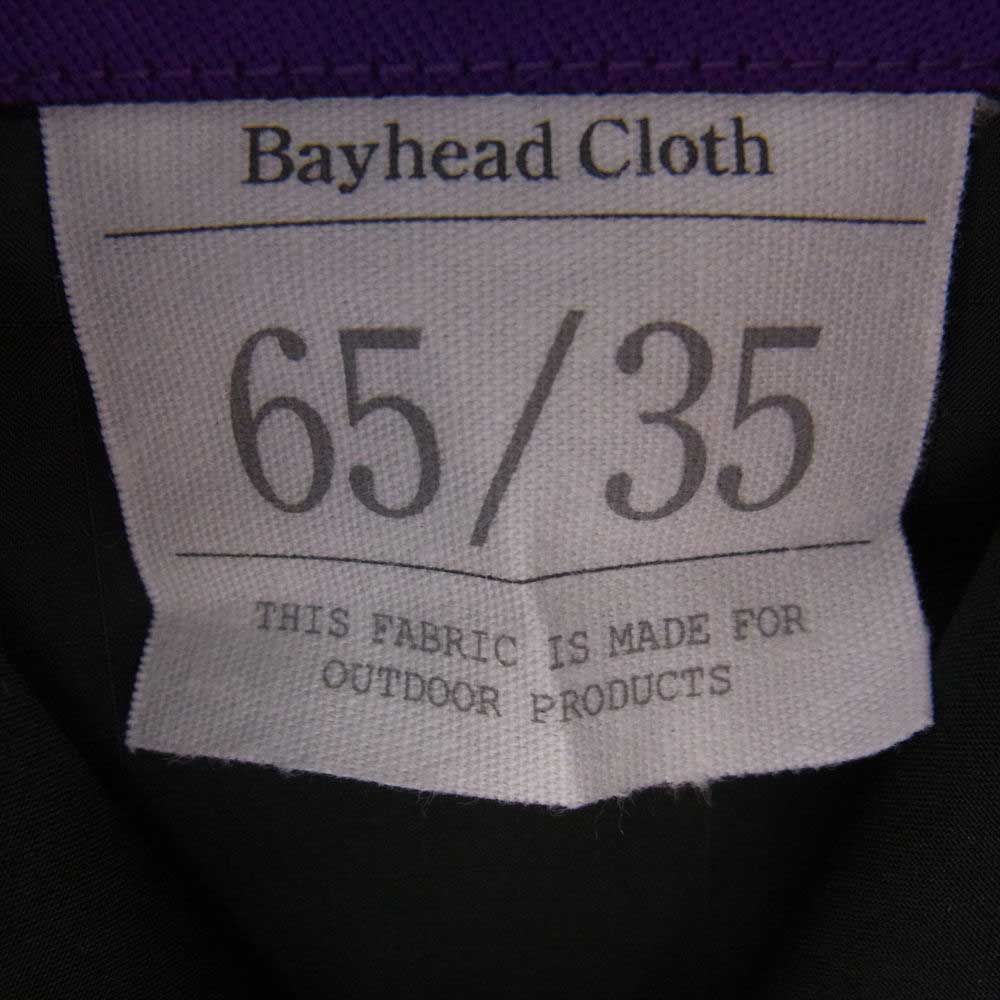 Bayhead Cloth
65/35
THIS FABRIC IS MADE FOR
OUTDOOR PRODUCTS